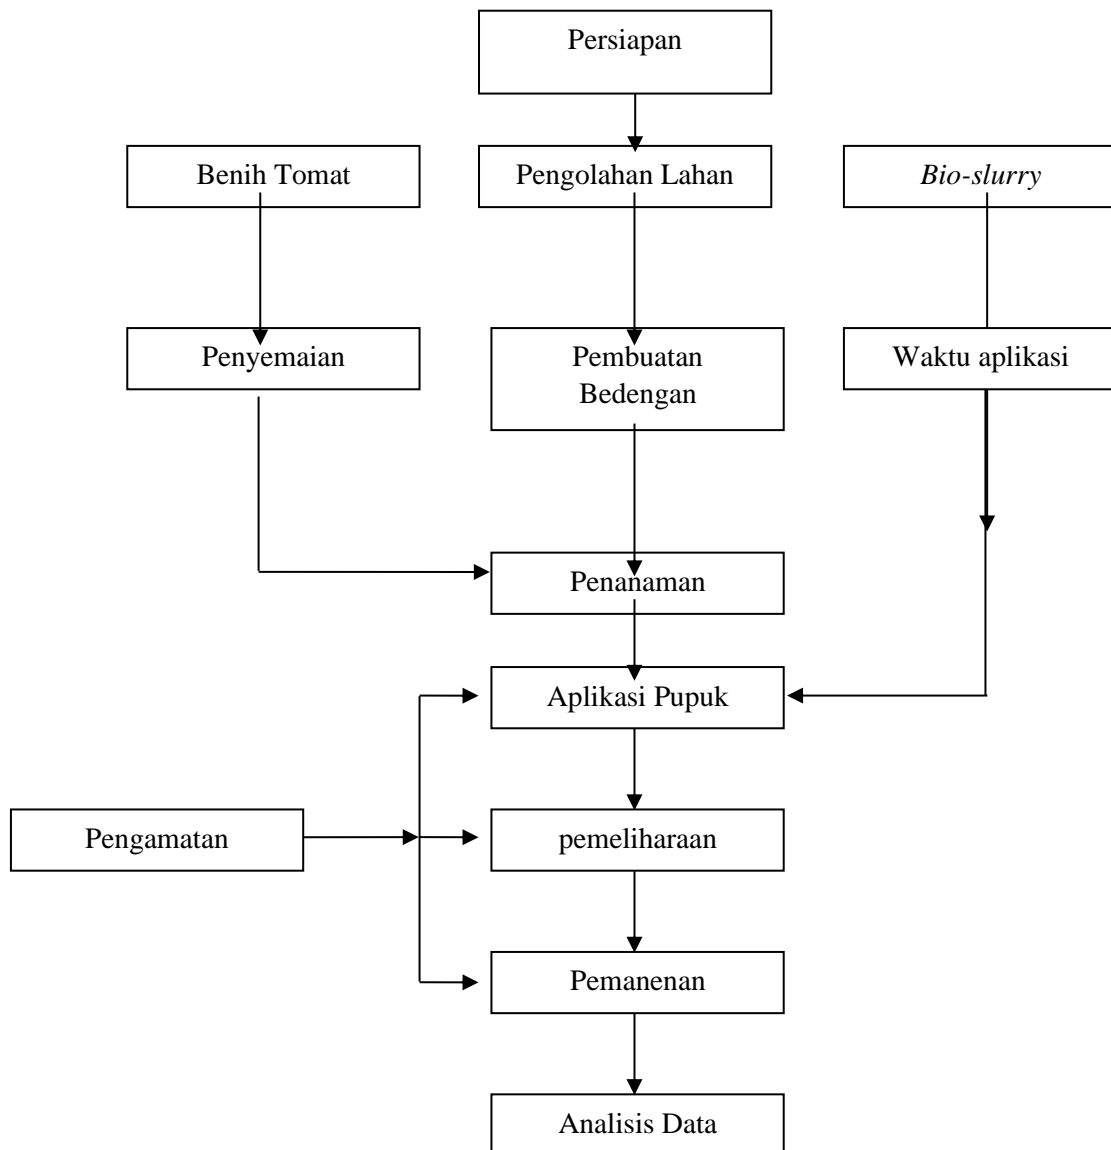 Persiapan
Benih Tomat
Pengolahan Lahan
Bio-slurry
Penyemaian
Pembuatan
Bedengan
Waktu aplikasi
Penanaman
Aplikasi Pupuk
Pengamatan
pemeliharaan
Pemanenan
Analisis Data